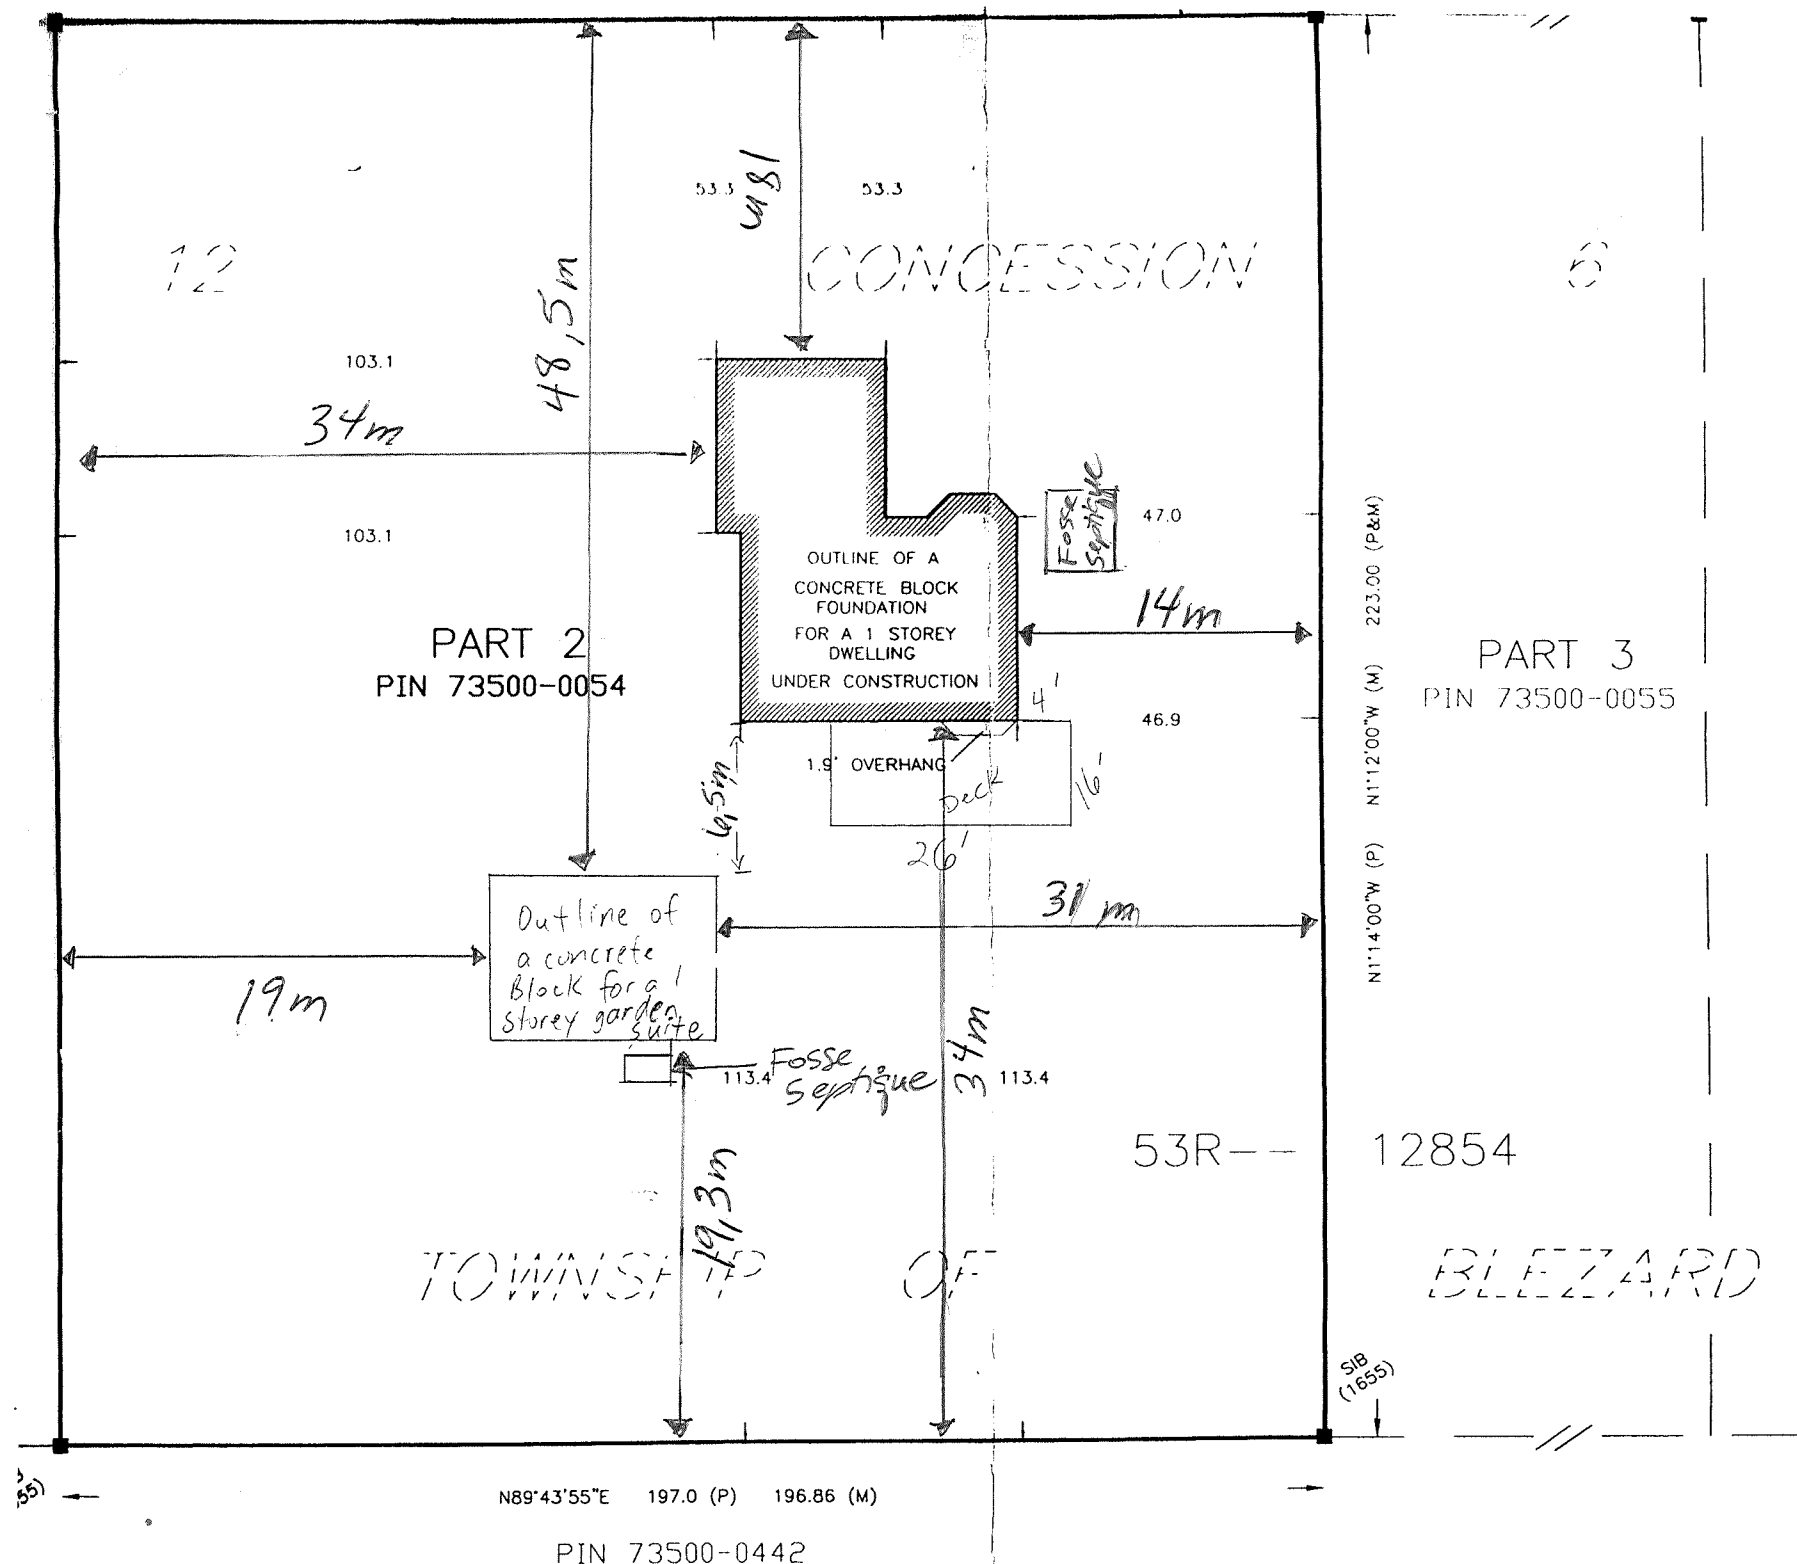 53.3
18m
53.3
12
CONCESSION
6
48,5m
103.1
34m
103.1
Fosse
Septique
47.0
OUTLINE OF A
CONCRETE BLOCK
FOUNDATION
FOR A 1 STOREY
DWELLING
UNDER CONSTRUCTION
14m
PART 2
PIN 73500-0054
N1°14'00"W (P) N1°12'00"W (M) 223.00 (P&M)
PART 3
PIN 73500-0055
4'
46.9
1.9' OVERHANG
Deck
16'
6,5m
26'
31 m
Outline of
a concrete
Block for a 1
storey garden
suite
19m
34m
113.4
Fosse
Septique
113.4
53R-- 12854
19,3m
TOWNSHIP OF BLEZARD
SIB
(1655)
55)
N89°43'55"E 197.0 (P) 196.86 (M)
PIN 73500-0442